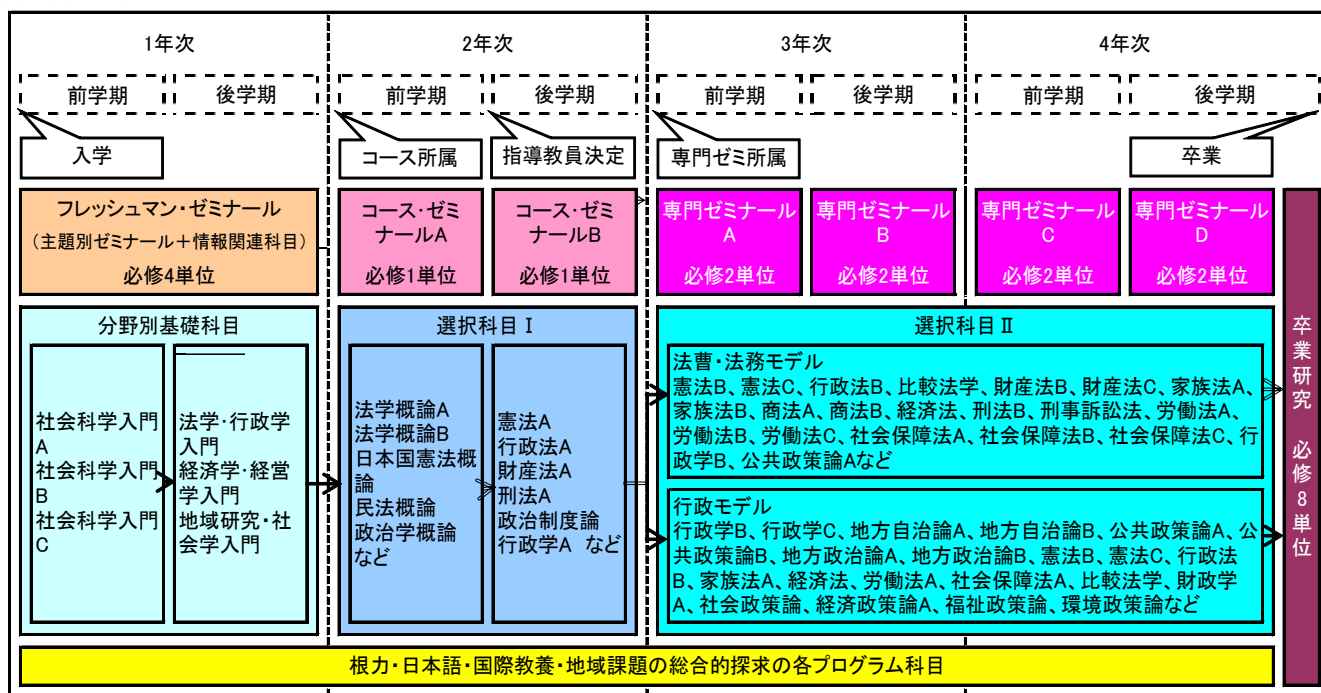 1年次
2年次
3年次
4年次
前学期
後学期
前学期
後学期
前学期
後学期
前学期
後学期
入学
コース所属
指導教員決定
専門ゼミ所属
卒業
フレッシュマン・ゼミナール
（主題別ゼミナール＋情報関連科目）
必修4単位
コース・ゼミ
ナールA
必修1単位
コース・ゼミ
ナールB
必修1単位
専門ゼミナール
A
必修2単位
専門ゼミナール
B
必修2単位
専門ゼミナール
C
必修2単位
専門ゼミナール
D
必修2単位
分野別基礎科目
社会科学入門
A
社会科学入門
B
社会科学入門
C
法学・行政学
入門
経済学・経営
学入門
地域研究・社
会学入門
選択科目Ⅰ
法学概論A
法学概論B
日本国憲法概
論
民法概論
政治学概論
など
憲法A
行政法A
財産法A
刑法A
政治制度論
行政学A など
選択科目Ⅱ
法曹・法務モデル
憲法B、憲法C、行政法B、比較法学、財産法B、財産法C、家族法A、
家族法B、商法A、商法B、経済法、刑法B、刑事訴訟法、労働法A、
労働法B、労働法C、社会保障法A、社会保障法B、社会保障法C、行
政学B、公共政策論Aなど
行政モデル
行政学B、行政学C、地方自治論A、地方自治論B、公共政策論A、公
共政策論B、地方政治論A、地方政治論B、憲法B、憲法C、行政法
B、家族法A、経済法、労働法A、社会保障法A、比較法学、財政学
A、社会政策論、経済政策論A、福祉政策論、環境政策論など
卒業研究 必修8単位
根力・日本語・国際教養・地域課題の総合的探求の各プログラム科目